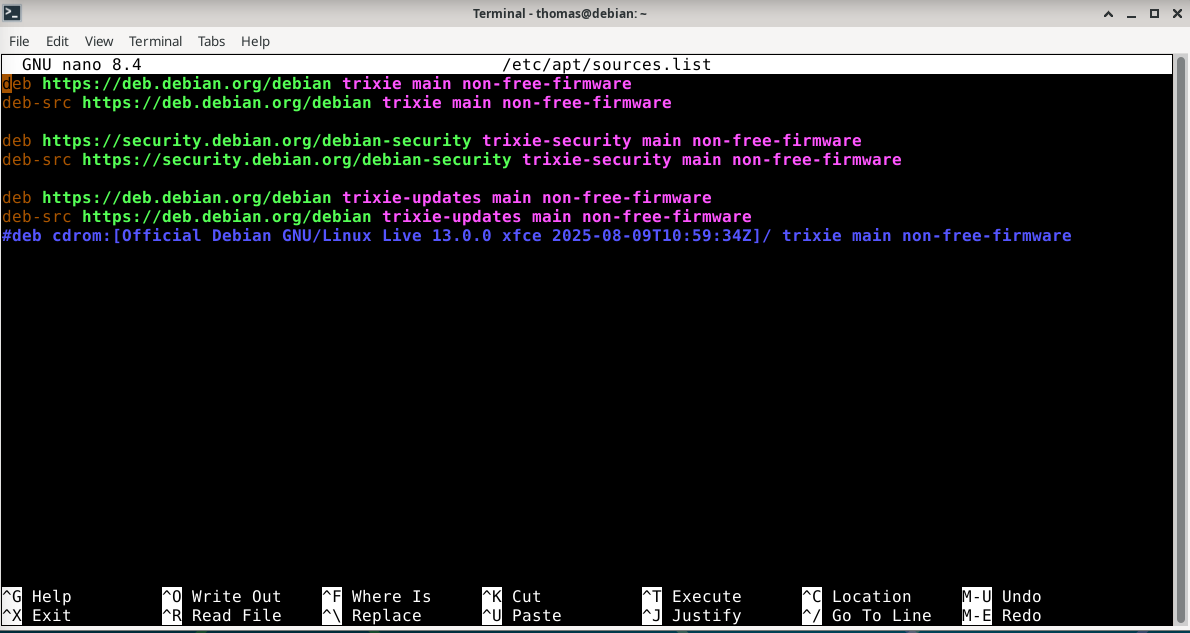 Terminal - thomas@debian: ~
File Edit View Terminal Tabs Help
GNU nano 8.4 /etc/apt/sources.list
deb https://deb.debian.org/debian trixie main non-free-firmware
deb-src https://deb.debian.org/debian trixie main non-free-firmware
deb https://security.debian.org/debian-security trixie-security main non-free-firmware
deb-src https://security.debian.org/debian-security trixie-security main non-free-firmware
deb https://deb.debian.org/debian trixie-updates main non-free-firmware
deb-src https://deb.debian.org/debian trixie-updates main non-free-firmware
#deb cdrom:[Official Debian GNU/Linux Live 13.0.0 xfce 2025-08-09T10:59:34Z]/ trixie main non-free-firmware
^G Help ^O Write Out ^F Where Is ^K Cut ^T Execute ^C Location M-U Undo
^X Exit ^R Read File ^\ Replace ^U Paste ^J Justify ^/ Go To Line M-E Redo